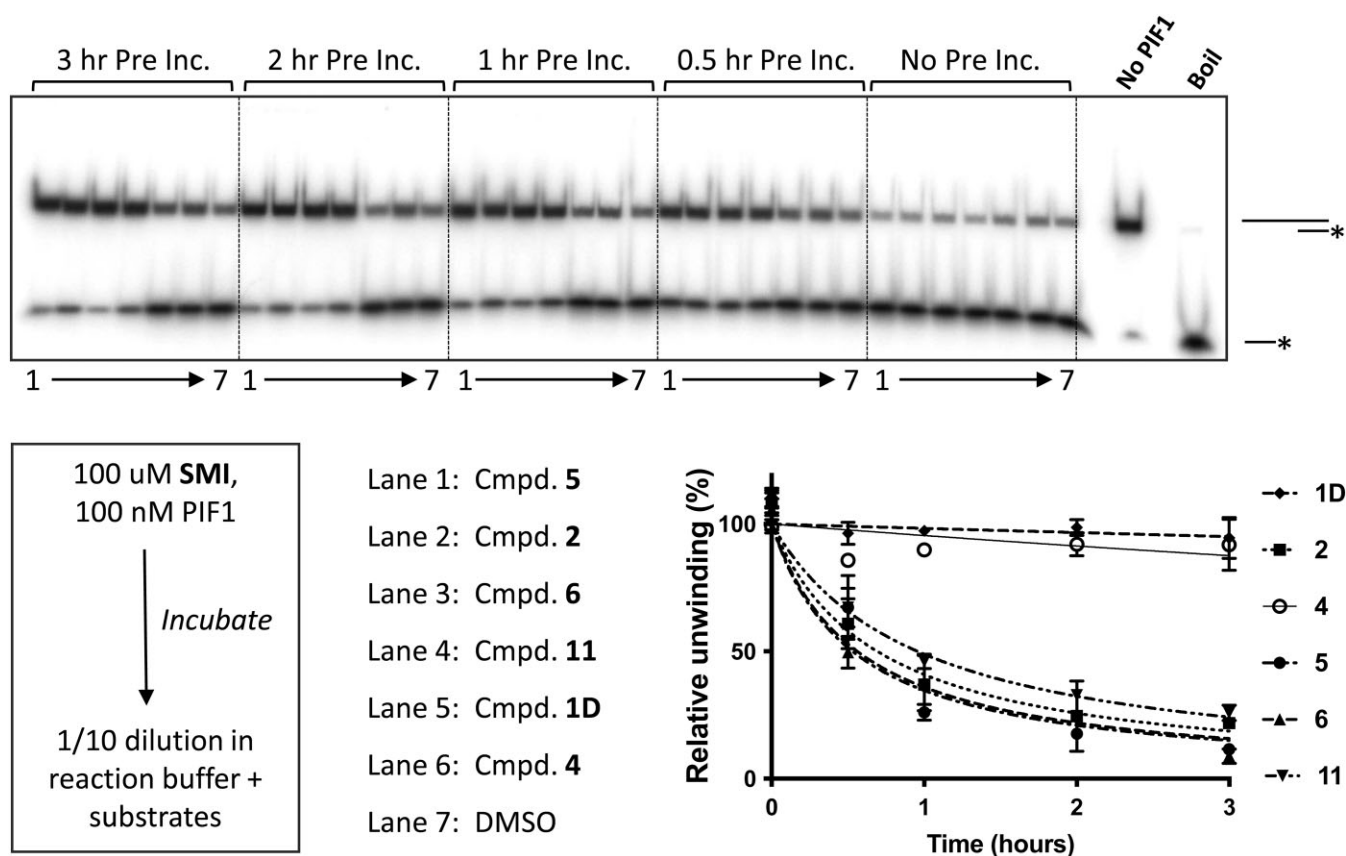 3 hr Pre Inc. 2 hr Pre Inc. 1 hr Pre Inc. 0.5 hr Pre Inc. No Pre Inc. No PIF1 Boil
*
*
1 7 1 7 1 7 1 7 1 7
100 uM SMI,
100 nM PIF1
Incubate
1/10 dilution in
reaction buffer +
substrates
Lane 1: Cmpd. 5
Lane 2: Cmpd. 2
Lane 3: Cmpd. 6
Lane 4: Cmpd. 11
Lane 5: Cmpd. 1D
Lane 6: Cmpd. 4
Lane 7: DMSO
Relative unwinding (%)
100
50
0
0 1 2 3
Time (hours)
1D
2
4
5
6
11